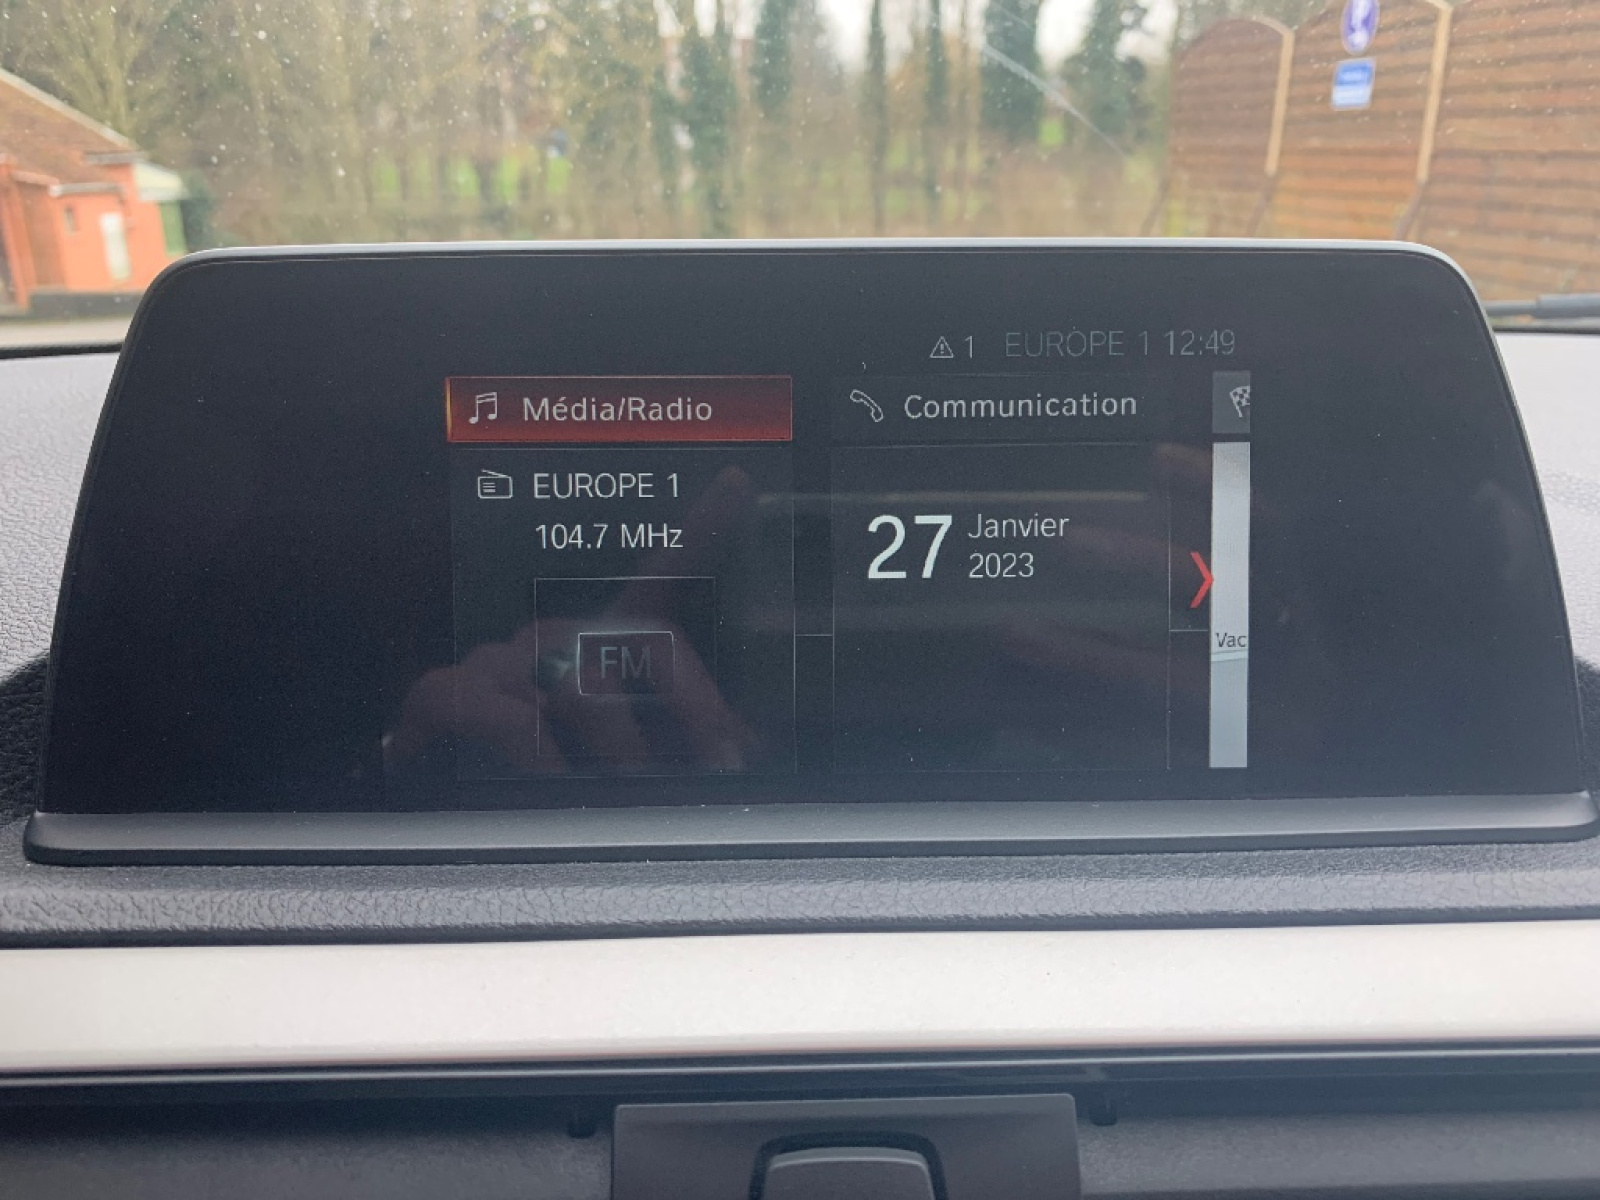 1 EUROPE 1 12:49
Média/Radio
Communication
EUROPE 1
104.7 MHz
FM
27
Janvier
2023
Vac